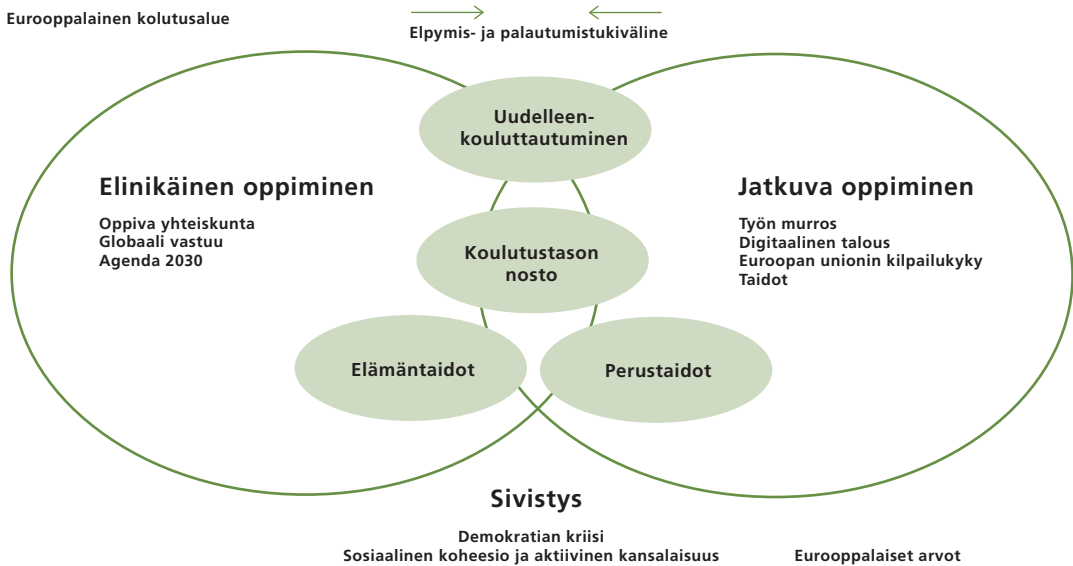 Eurooppalainen kolutusalue
Elpymis- ja palautumistukiväline
Uudelleen-
kouluttautuminen
Elinikäinen oppiminen
Oppiva yhteiskunta
Globaali vastuu
Agenda 2030
Jatkuva oppiminen
Työn murros
Digitaalinen talous
Euroopan unionin kilpailukyky
Taidot
Koulutustason
nosto
Elämäntaidot
Perustaidot
Sivistys
Demokratian kriisi
Sosiaalinen koheesio ja aktiivinen kansalaisuus
Eurooppalaiset arvot